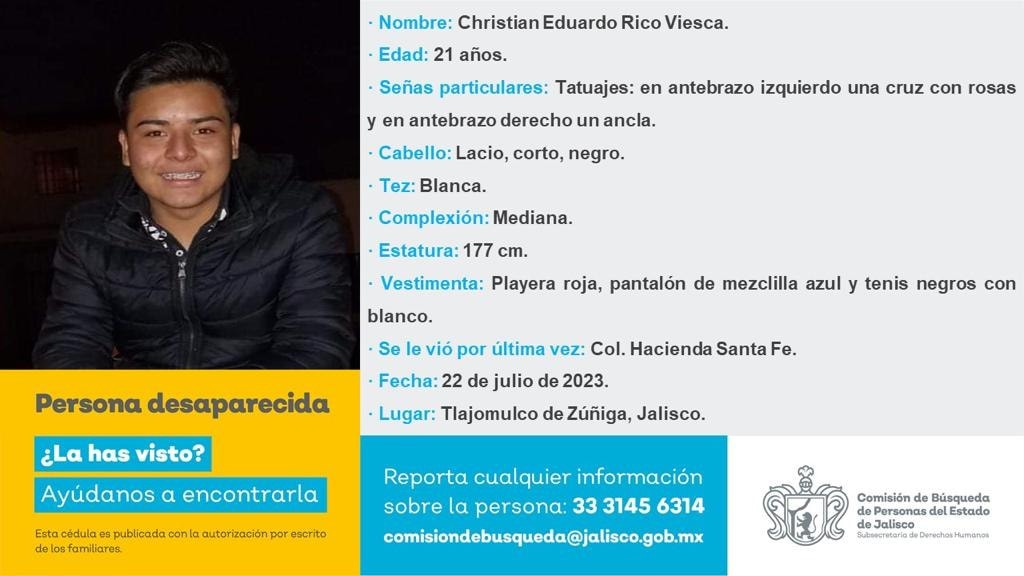 · Nombre: Christian Eduardo Rico Viesca.
· Edad: 21 años.
· Señas particulares: Tatuajes: en antebrazo izquierdo una cruz con rosas
y en antebrazo derecho un ancla.
· Cabello: Lacio, corto, negro.
· Tez: Blanca.
· Complexión: Mediana.
· Estatura: 177 cm.
· Vestimenta: Playera roja, pantalón de mezclilla azul y tenis negros con
blanco.
· Se le vió por última vez: Col. Hacienda Santa Fe.
· Fecha: 22 de julio de 2023.
· Lugar: Tlajomulco de Zúñiga, Jalisco.
Persona desaparecida
¿La has visto?
Ayúdanos a encontrarla
Esta cédula es publicada con la autorización por escrito
de los familiares.
Reporta cualquier información
sobre la persona: 33 3145 6314
comisiondebusqueda@jalisco.gob.mx
Comisión de Búsqueda
de Personas del Estado
de Jalisco
Subsecretaría de Derechos Humanos